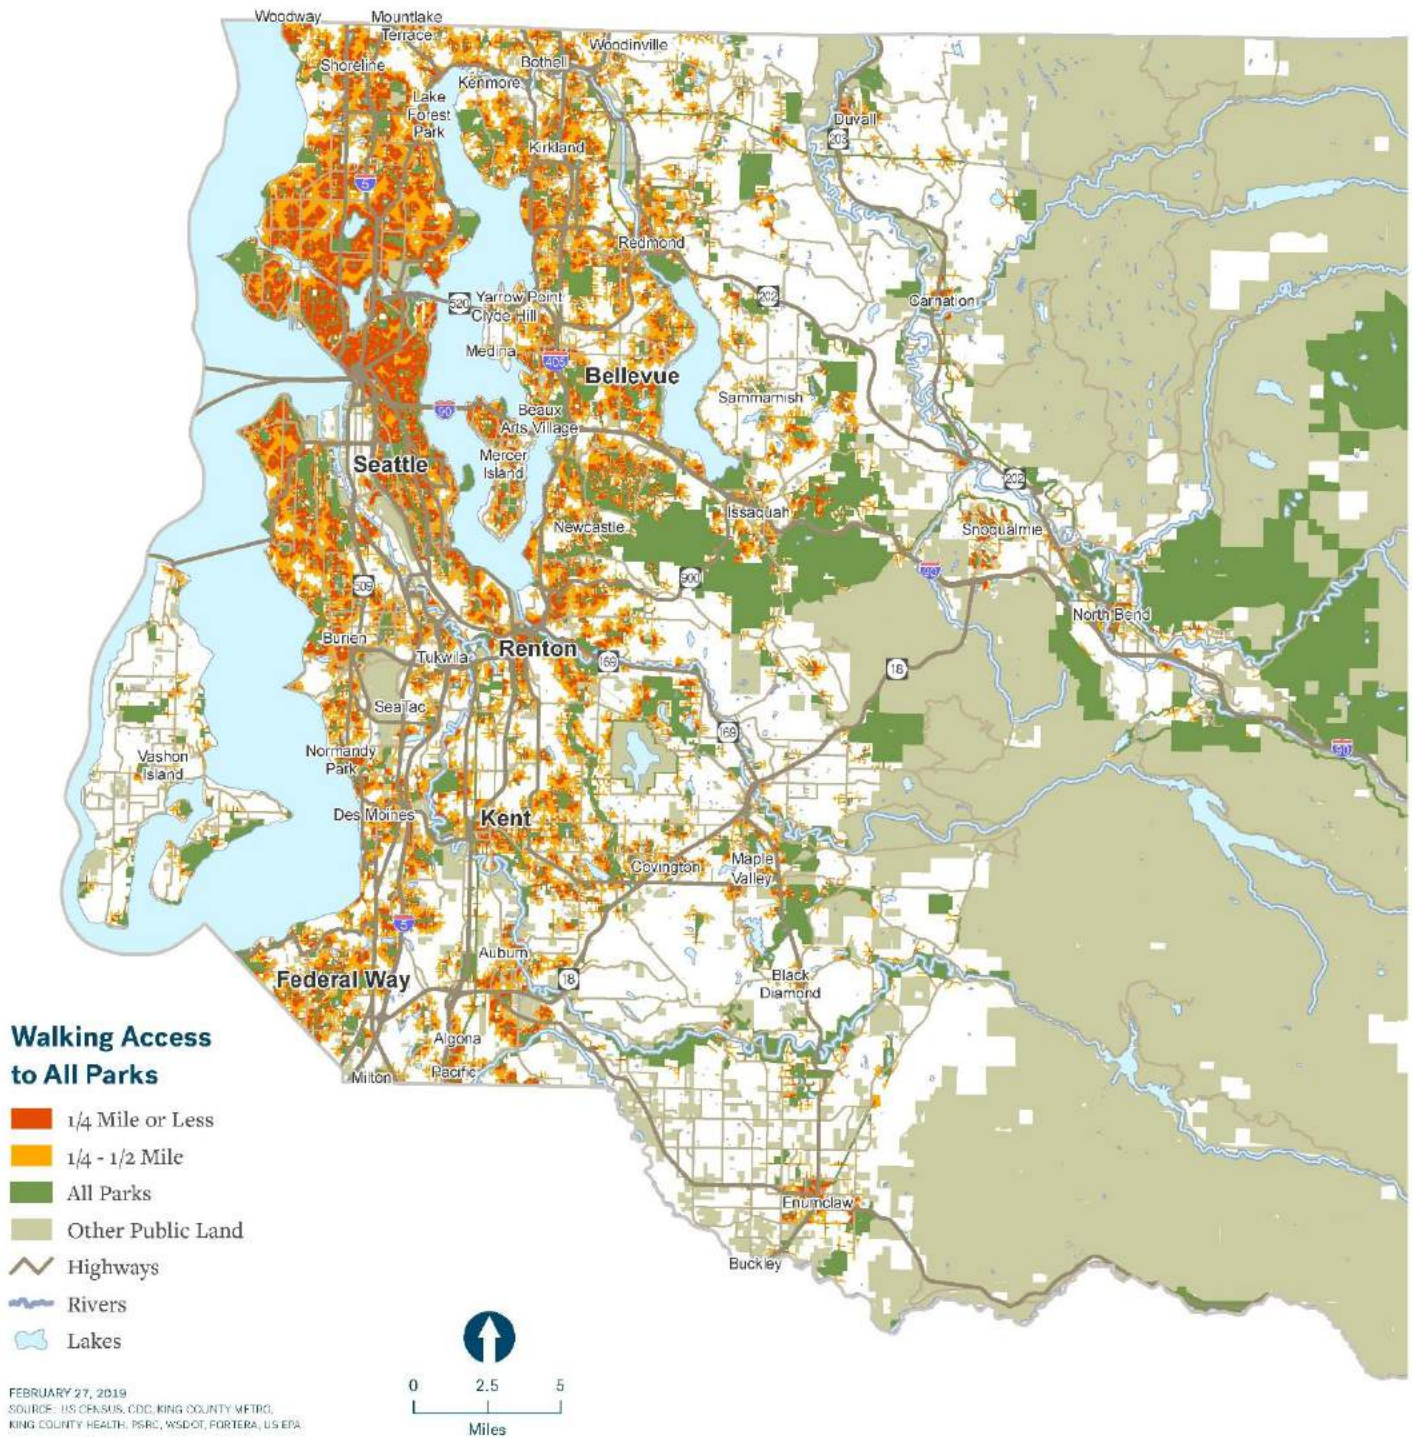 Woodway
Mountlake
Terrace
Woodinville
Shoreline
Bothell
Kenmore
Lake
Forest
Park
Duvall
203
Kirkland
5
Redmond
202
Carnation
520
Yarrow Point
Clyde Hill
Medina
405
Bellevue
Sammamish
90
Beaux
Arts Village
Mercer
Island
Seattle
202
Newcastle
Issaquah
Snoqualmie
90
900
509
North Bend
Burien
Tukwila
Renton
169
18
SeaTac
169
Normandy
Park
90
Vashon
Island
Des Moines
Kent
Covington
Maple
Valley
5
Auburn
Federal Way
18
Black
Diamond
Algona
Pacific
Milton
Enumclaw
Buckley
Walking Access
to All Parks
1/4 Mile or Less
1/4 - 1/2 Mile
All Parks
Other Public Land
Highways
Rivers
Lakes
0 2.5 5
Miles
FEBRUARY 27, 2019
SOURCE: US CENSUS, CDC, KING COUNTY METRO,
KING COUNTY HEALTH, PSRC, WSDOT, FORTERA, US EPA